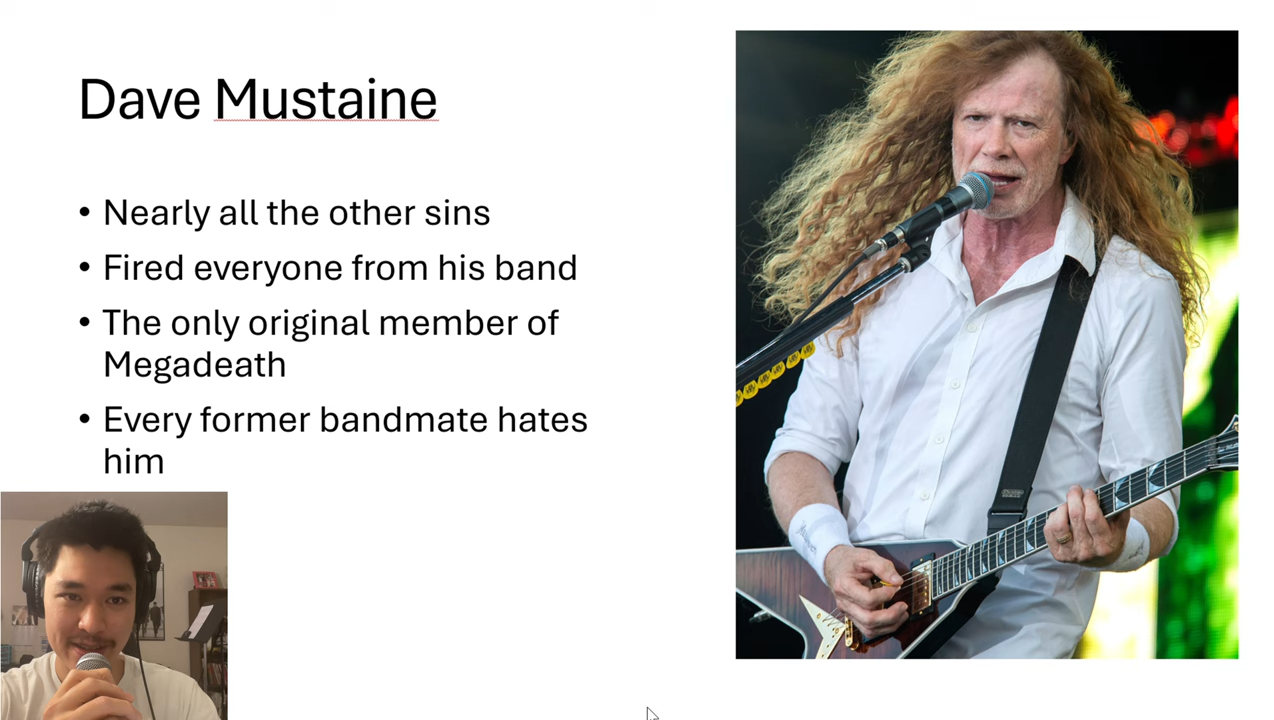 Dave Mustaine
• Nearly all the other sins
• Fired everyone from his band
• The only original member of
Megadeath
• Every former bandmate hates
him